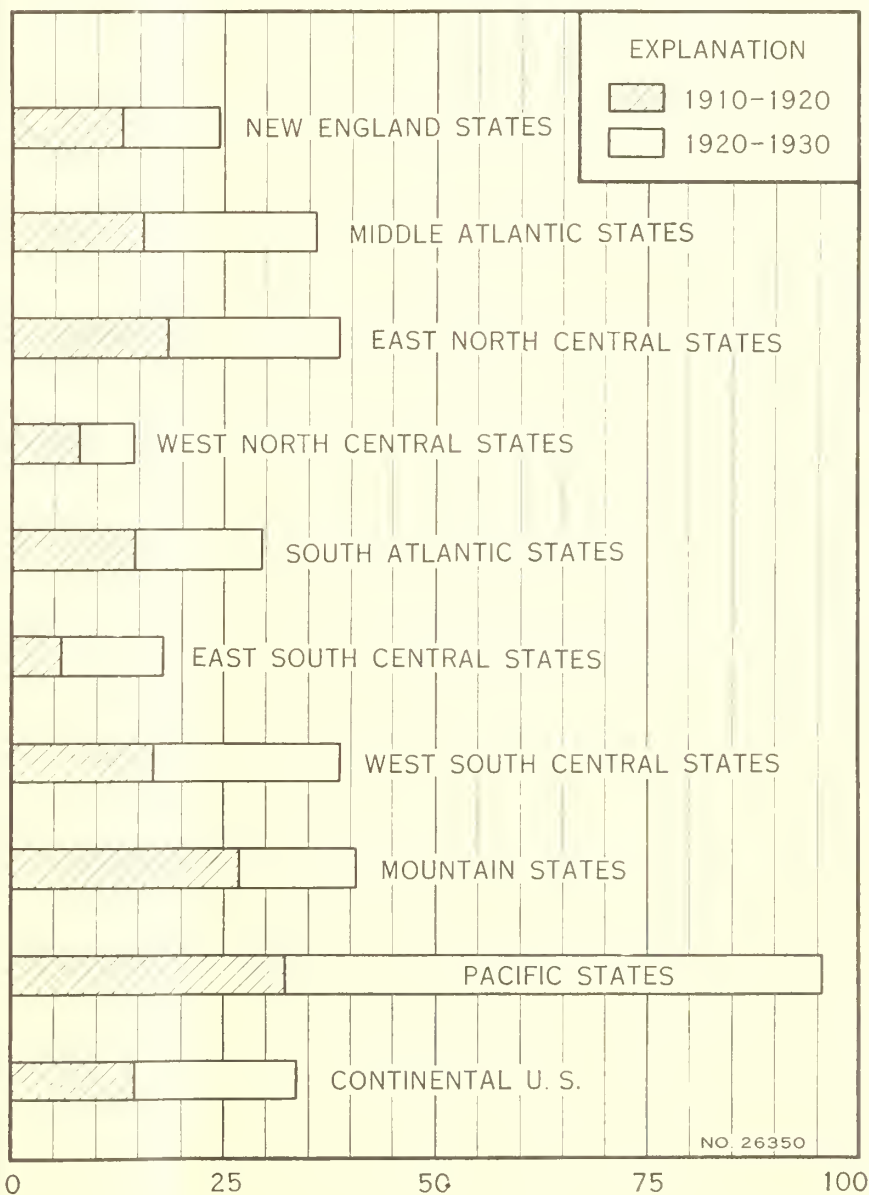 EXPLANATION
1910-1920
1920-1930
NEW ENGLAND STATES
MIDDLE ATLANTIC STATES
EAST NORTH CENTRAL STATES
WEST NORTH CENTRAL STATES
SOUTH ATLANTIC STATES
EAST SOUTH CENTRAL STATES
WEST SOUTH CENTRAL STATES
MOUNTAIN STATES
PACIFIC STATES
CONTINENTAL U. S.
NO. 26350
0 25 50 75 100